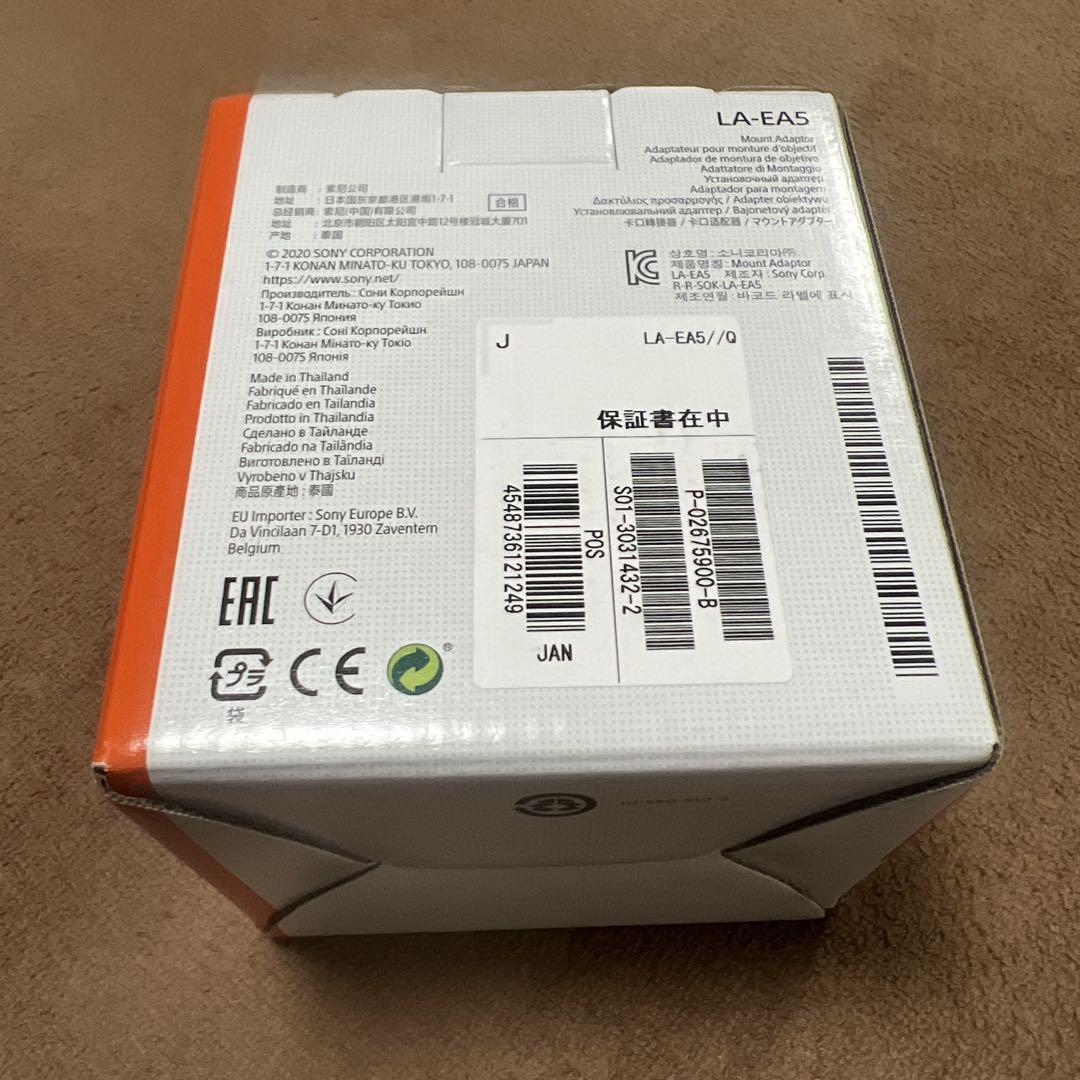 LA-EA5
Mount Adaptor
Adaptateur pour monture d'objectif
Adaptador de montura de objetivo
Adattatore di Montaggio
Установочный адаптер
Adaptador para montagem
Δακτύλιος προσαρμογής / Adapter obiektywu
Установлювальний адаптер / Bajonetový adaptér
卡口轉接器 / 卡口适配器 / マウントアダプター
制造商 : 索尼公司
地址 : 日本国东京都港区港南1-7-1
总经销商 : 索尼(中国)有限公司
地址 : 北京市朝阳区太阳宫中路12号楼冠城大厦701
产地 : 泰国
合格
© 2020 SONY CORPORATION
1-7-1 KONAN MINATO-KU TOKYO, 108-0075 JAPAN
https://www.sony.net/
Производитель : Сони Корпорейшн
1-7-1 Конан Минато-ку Токио
108-0075 Япония
Виробник : Соні Корпорейшн
1-7-1 Конан Мінато-ку Токіо
108-0075 Японія
상호명 : 소니코리아㈜
제품명칭 : Mount Adaptor
LA-EA5 제조자 : Sony Corp.
R-R-SOK-LA-EA5
제조연월 : 바코드 라벨에 표시
Made in Thailand
Fabriqué en Thaïlande
Fabricado en Tailandia
Prodotto in Thailandia
Сделано в Тайланде
Fabricado na Tailândia
Виготовлено в Таїланді
Vyrobeno v Thajsku
商品原產地 : 泰國
EU Importer : Sony Europe B.V.
Da Vincilaan 7-D1, 1930 Zaventem
Belgium
J
LA-EA5//Q
保証書在中
4548736121249
POS
JAN
S01-3031432-2
P-02675900-B
EAC
プラ
袋
CE
®